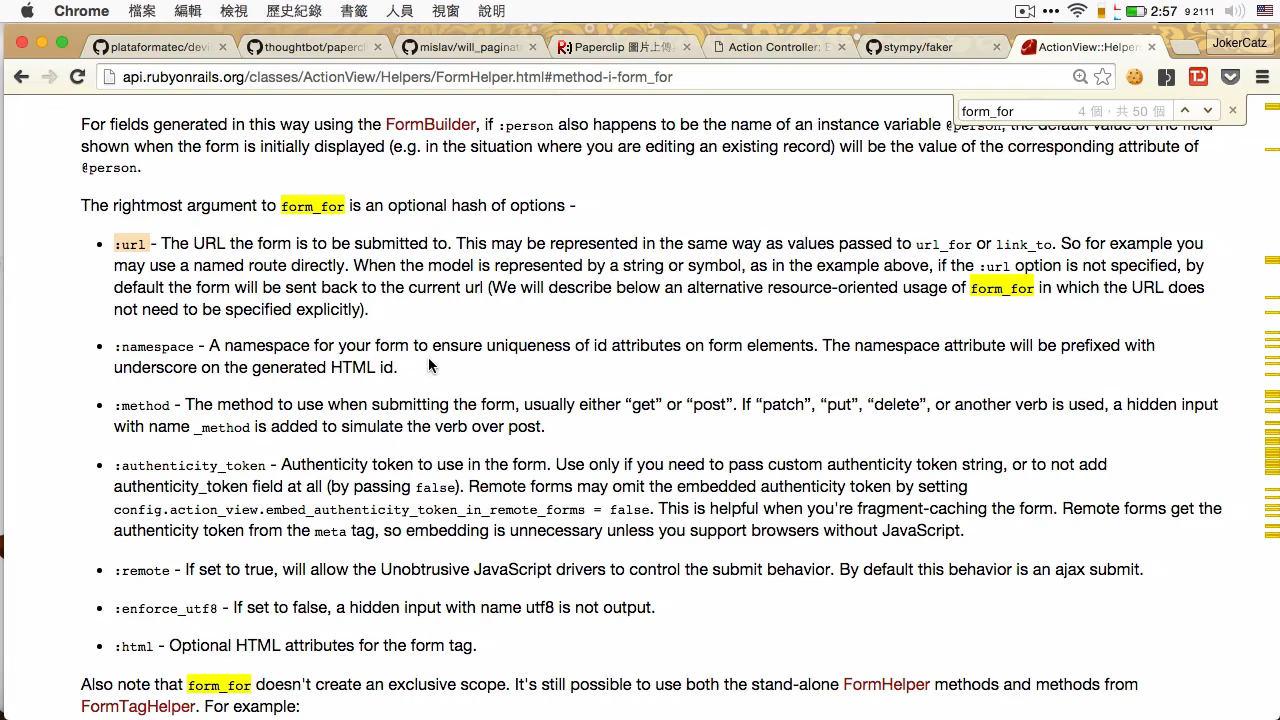 Chrome 檔案 編輯 檢視 歷史紀錄 書籤 人員 視窗 說明 2:57 9 2111
plataformatec/devi thoughtbot/paperc mislav/will_paginat Paperclip 圖片上傳 Action Controller: E stympy/faker ActionView::Helper JokerCatz
api.rubyonrails.org/classes/ActionView/Helpers/FormHelper.html#method-i-form_for
form_for 4 個,共 50 個
For fields generated in this way using the FormBuilder, if :person also happens to be the name of an instance variable @person, the default value of the field
shown when the form is initially displayed (e.g. in the situation where you are editing an existing record) will be the value of the corresponding attribute of
@person.
The rightmost argument to form_for is an optional hash of options -
• :url - The URL the form is to be submitted to. This may be represented in the same way as values passed to url_for or link_to. So for example you
may use a named route directly. When the model is represented by a string or symbol, as in the example above, if the :url option is not specified, by
default the form will be sent back to the current url (We will describe below an alternative resource-oriented usage of form_for in which the URL does
not need to be specified explicitly).
• :namespace - A namespace for your form to ensure uniqueness of id attributes on form elements. The namespace attribute will be prefixed with
underscore on the generated HTML id.
• :method - The method to use when submitting the form, usually either “get” or “post”. If “patch”, “put”, “delete”, or another verb is used, a hidden input
with name _method is added to simulate the verb over post.
• :authenticity_token - Authenticity token to use in the form. Use only if you need to pass custom authenticity token string, or to not add
authenticity_token field at all (by passing false). Remote forms may omit the embedded authenticity token by setting
config.action_view.embed_authenticity_token_in_remote_forms = false. This is helpful when you're fragment-caching the form. Remote forms get the
authenticity token from the meta tag, so embedding is unnecessary unless you support browsers without JavaScript.
• :remote - If set to true, will allow the Unobtrusive JavaScript drivers to control the submit behavior. By default this behavior is an ajax submit.
• :enforce_utf8 - If set to false, a hidden input with name utf8 is not output.
• :html - Optional HTML attributes for the form tag.
Also note that form_for doesn't create an exclusive scope. It's still possible to use both the stand-alone FormHelper methods and methods from
FormTagHelper. For example: